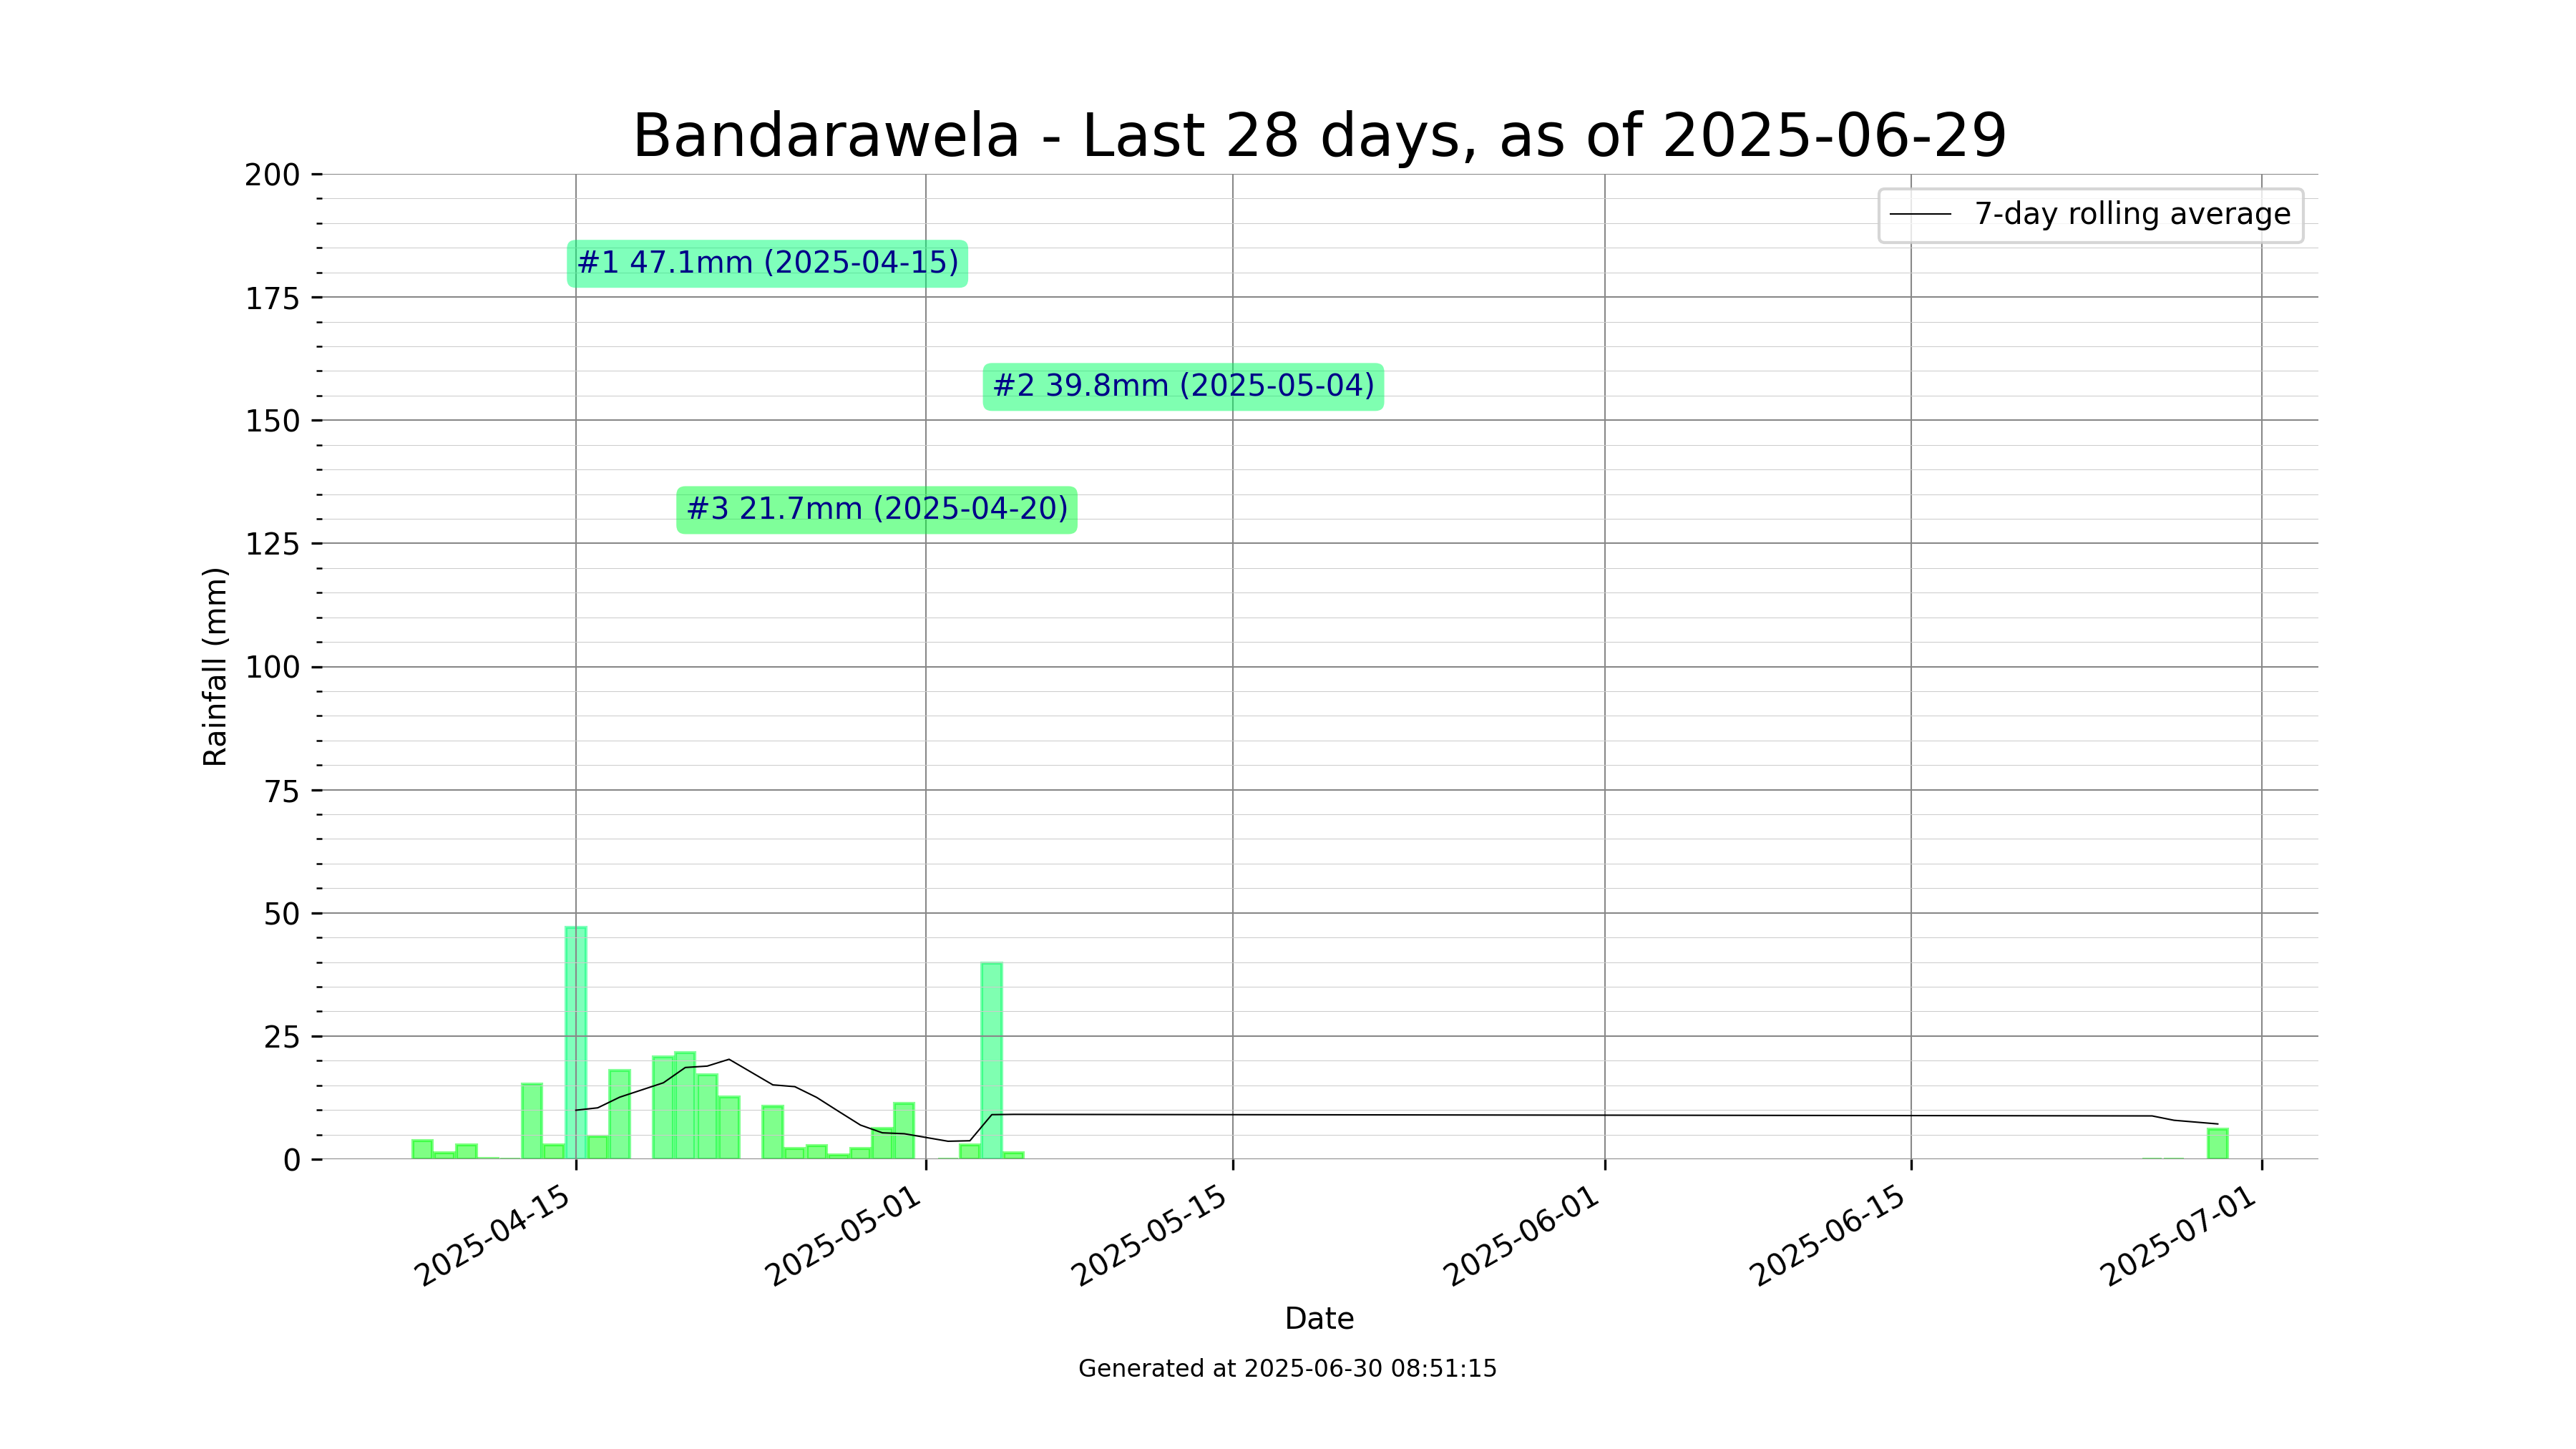 Bandarawela - Last 28 days, as of 2025-06-29
200
7-day rolling average
#1 47.1mm (2025-04-15)
175
#2 39.8mm (2025-05-04)
150
#3 21.7mm (2025-04-20)
125
100
75
50
25
0
Rainfall (mm)
2025-04-15
2025-05-01
2025-05-15
2025-06-01
2025-06-15
2025-07-01
Date
Generated at 2025-06-30 08:51:15